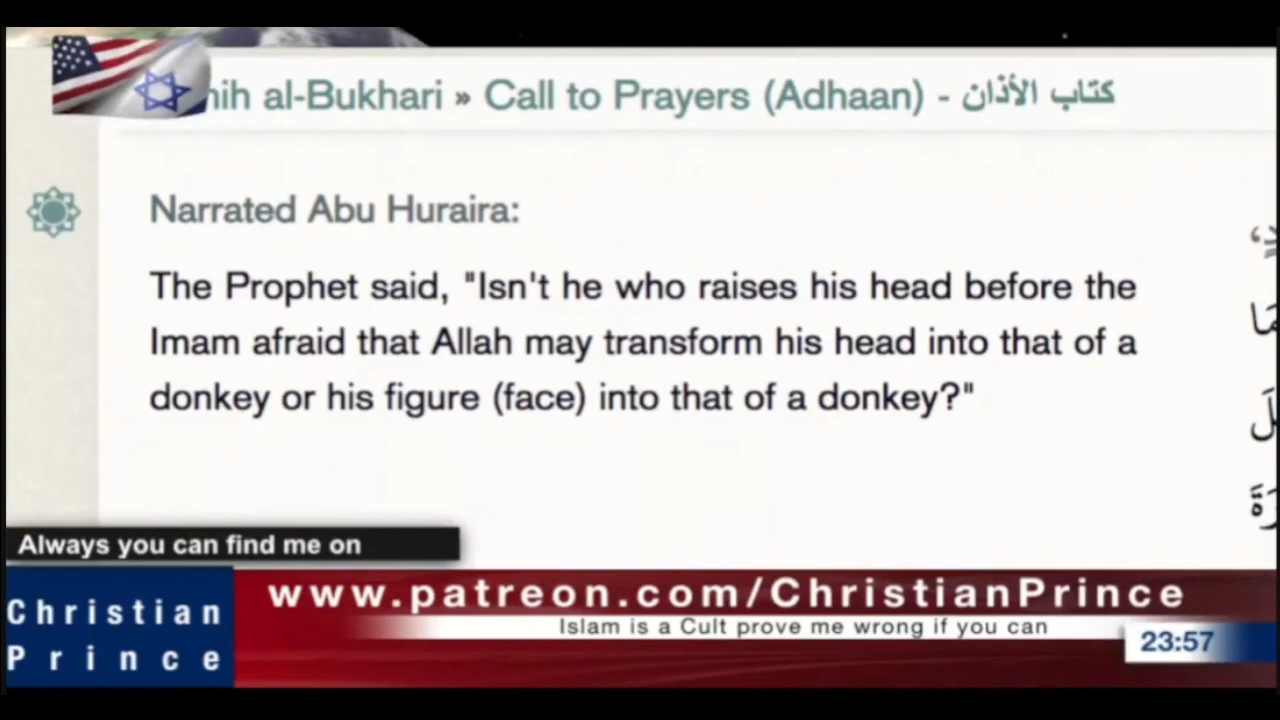 hih al-Bukhari » Call to Prayers (Adhaan) - كتاب الأذان
Narrated Abu Huraira:
The Prophet said, "Isn't he who raises his head before the
Imam afraid that Allah may transform his head into that of a
donkey or his figure (face) into that of a donkey?"
Always you can find me on
www.patreon.com/ChristianPrince
Islam is a Cult prove me wrong if you can
Christian
Prince
23:57